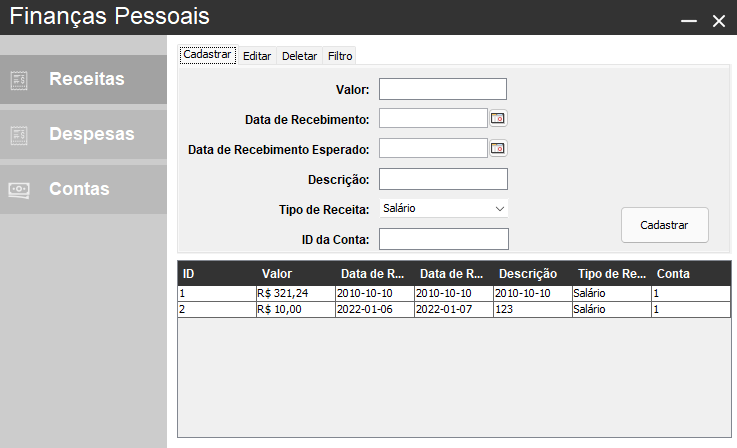 Finanças Pessoais
Receitas
Despesas
Contas
Cadastrar Editar Deletar Filtro
Valor:
Data de Recebimento:
Data de Recebimento Esperado:
Descrição:
Tipo de Receita: Salário
ID da Conta:
Cadastrar
ID Valor Data de R... Data de R... Descrição Tipo de Re... Conta
1 R$ 321,24 2010-10-10 2010-10-10 2010-10-10 Salário 1
2 R$ 10,00 2022-01-06 2022-01-07 123 Salário 1